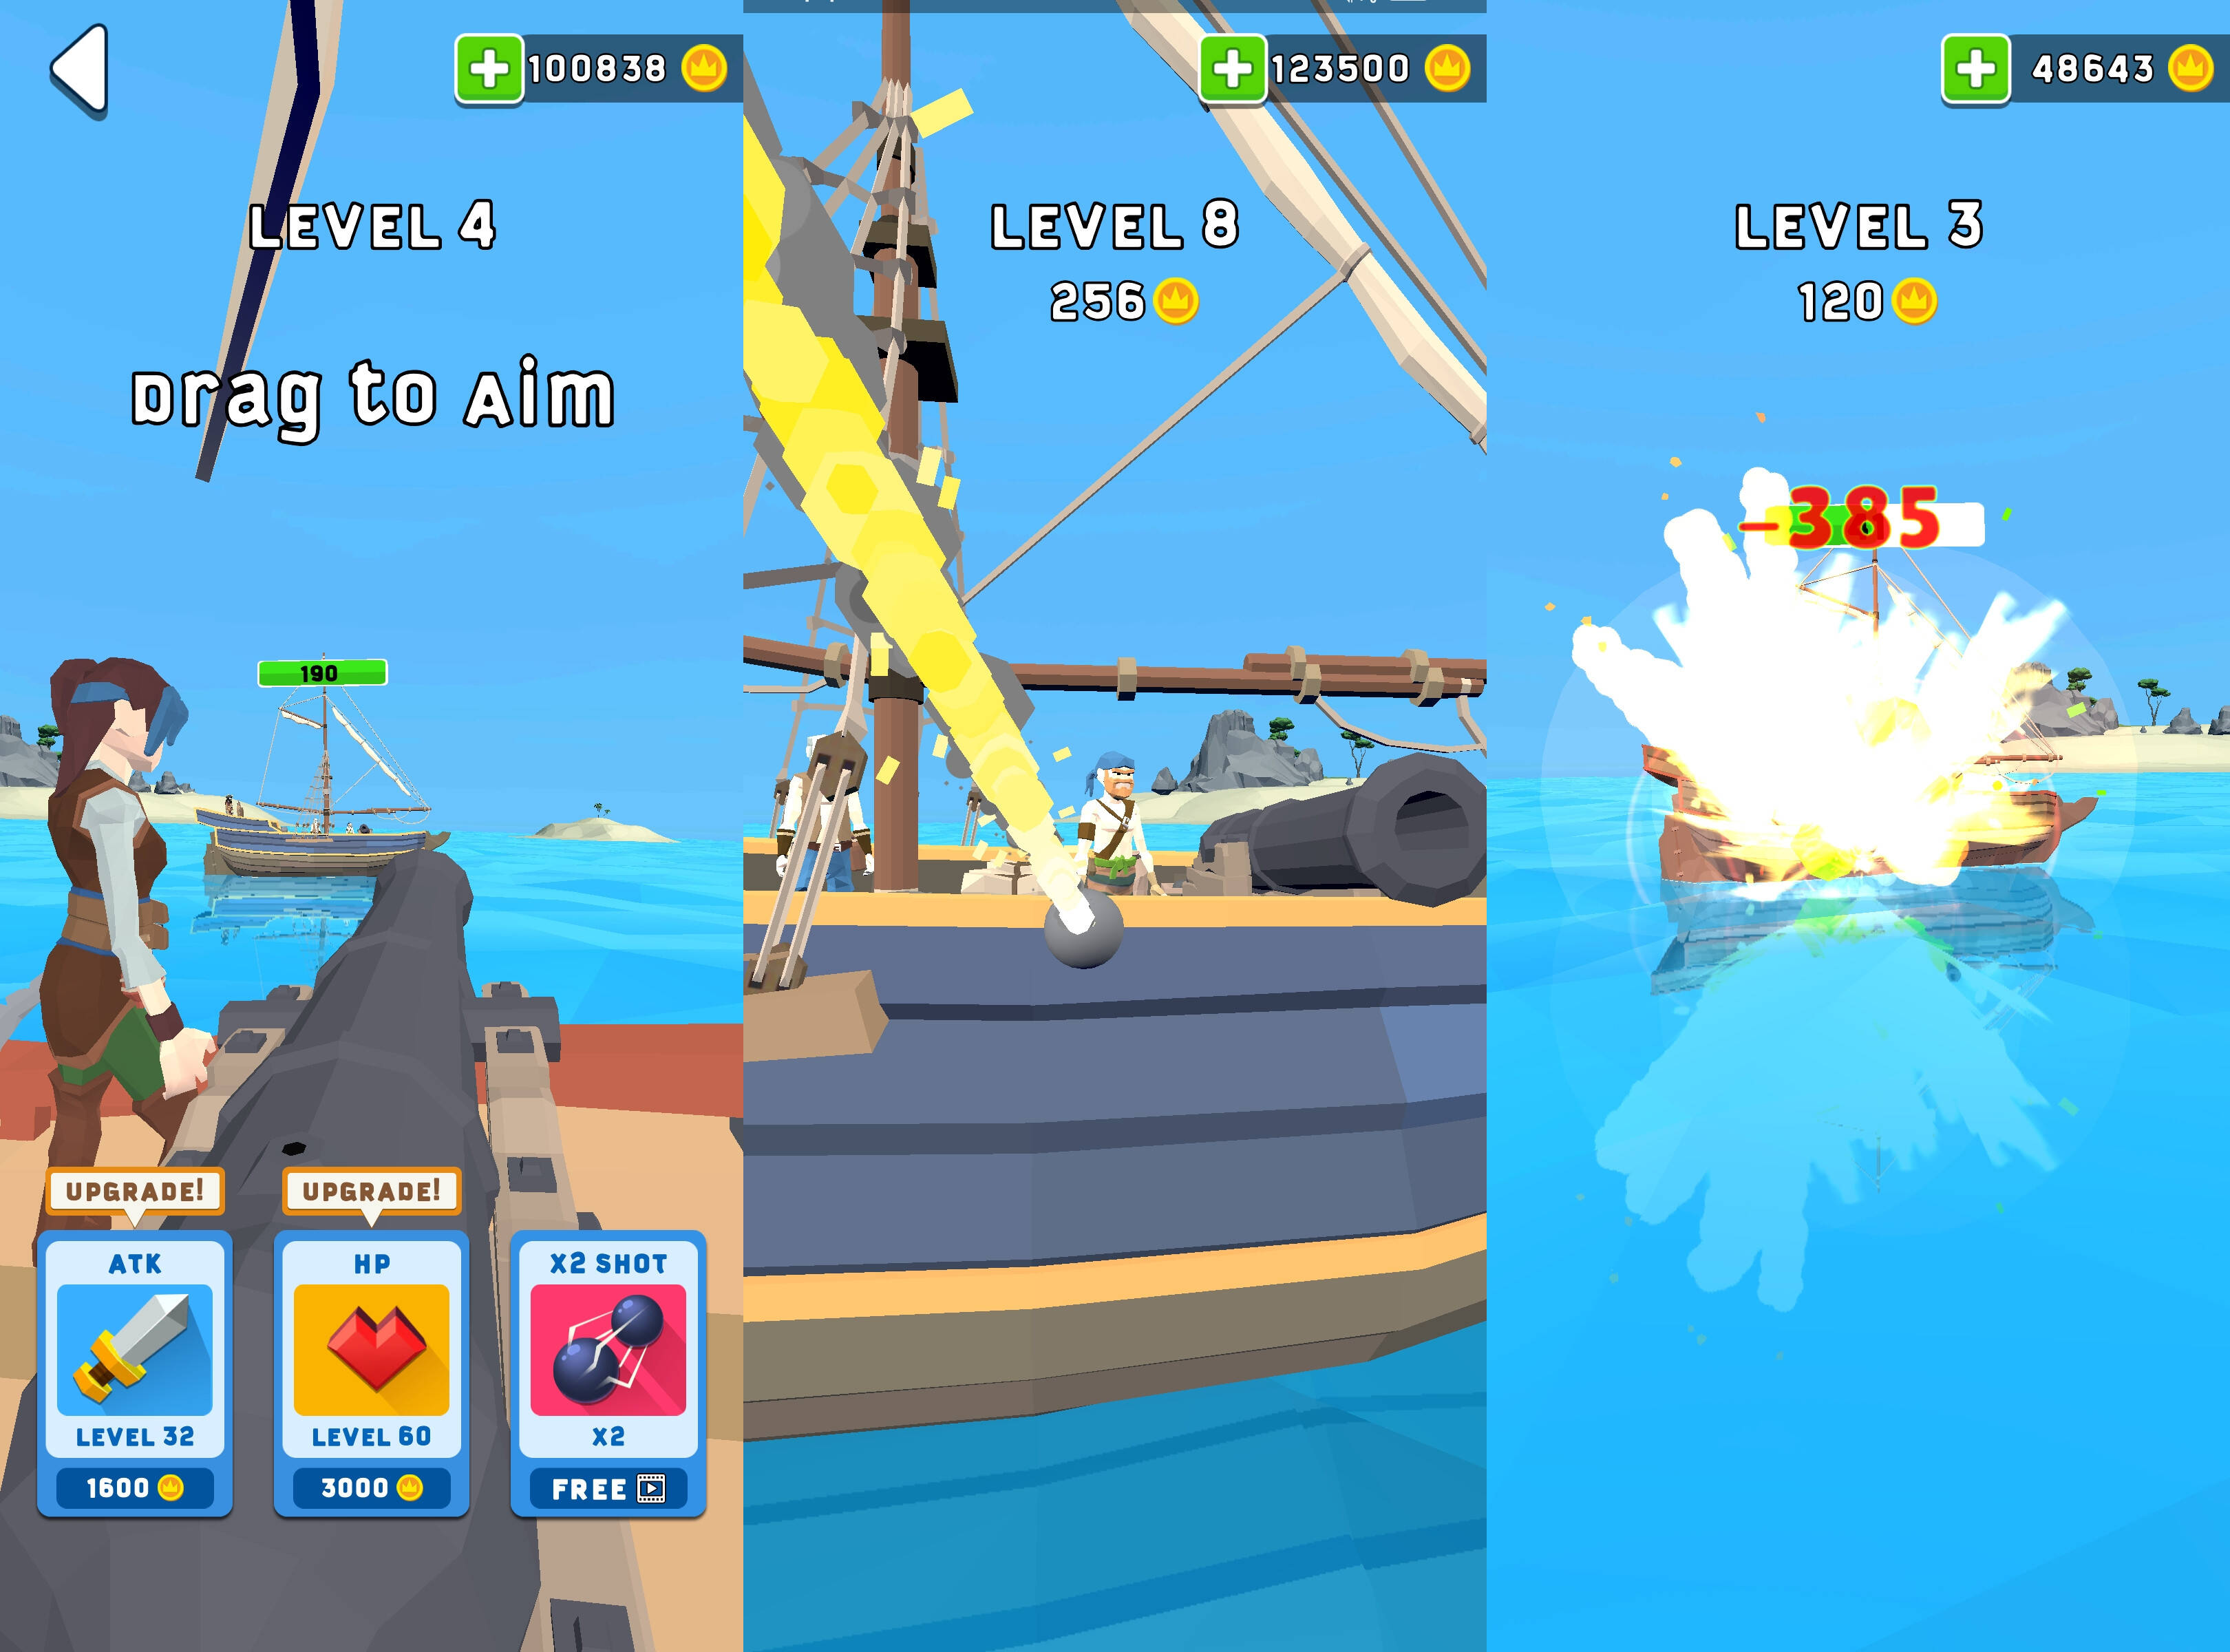 100838
LEVEL 4
Drag to Aim
190
UPGRADE!
UPGRADE!
ATK
LEVEL 32
1600
HP
LEVEL 60
3000
X2 SHOT
X2
FREE
123500
LEVEL 8
256
48643
LEVEL 3
120
-385